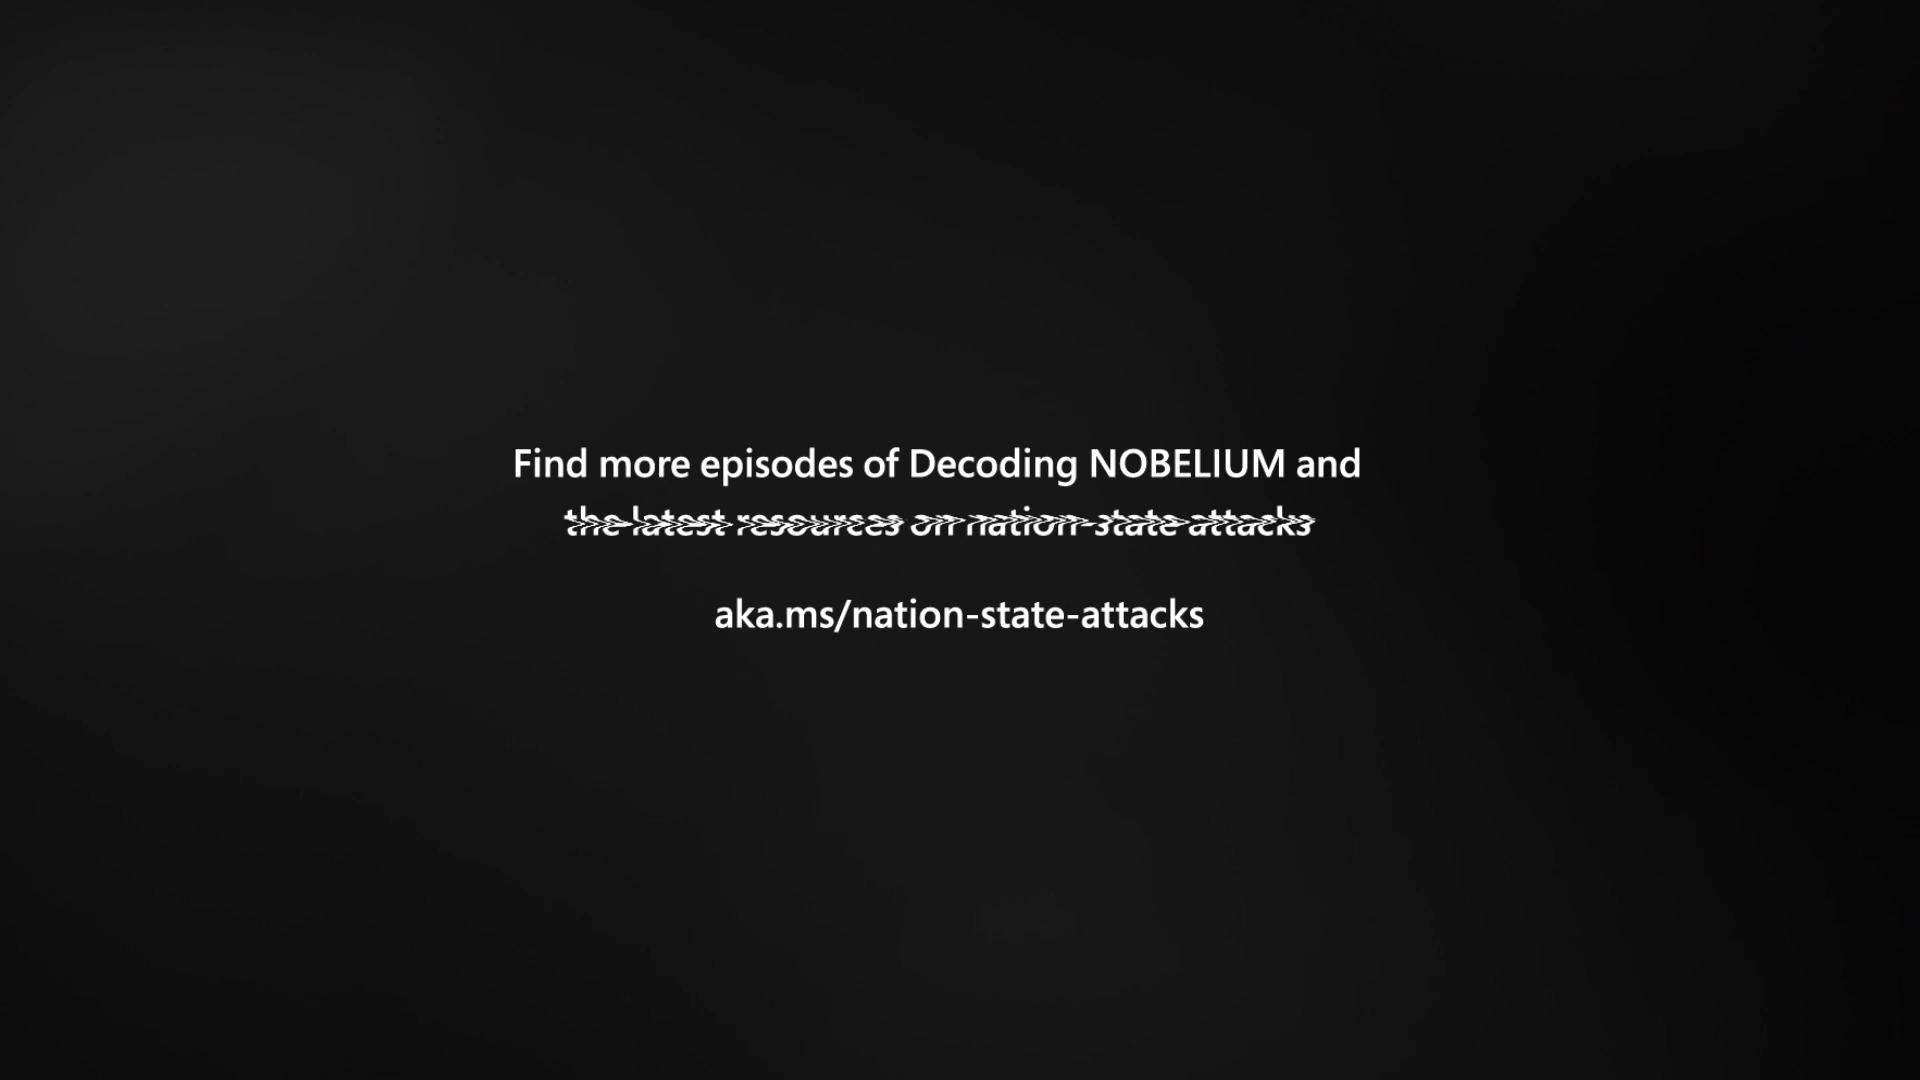 Find more episodes of Decoding NOBELIUM and
the latest resources on nation-state attacks
aka.ms/nation-state-attacks